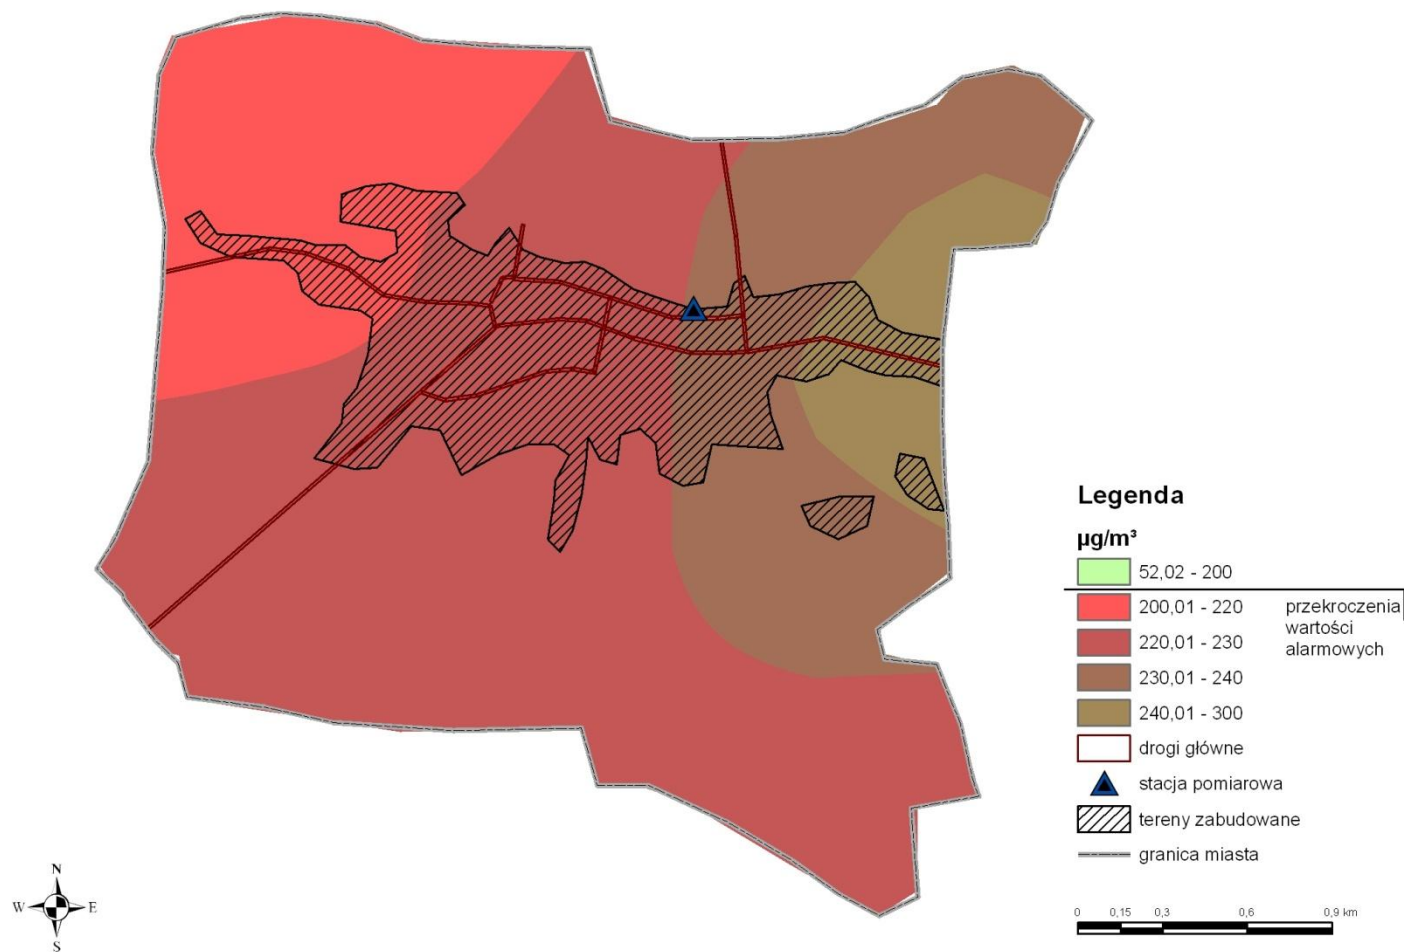 Legenda
µg/m³
52,02 - 200
200,01 - 220
przekroczenia
wartości
alarmowych
220,01 - 230
230,01 - 240
240,01 - 300
drogi główne
stacja pomiarowa
tereny zabudowane
granica miasta
N
W E
S
0 0,15 0,3 0,6 0,9 km